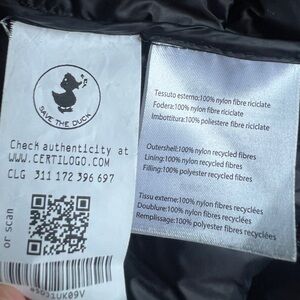 SAVE THE DUCK
Check authenticity at
WWW.CERTILOGO.COM
CLG 311 172 396 697
or scan
Tessuto esterno:100% nylon fibre riciclate
Fodera:100% nylon fibre riciclate
Imbottitura:100% poliestere fibre riciclate
Outershell:100% nylon recycled fibres
Lining:100% nylon recycled fibres
Filling:100% polyester recycled fibres
Tissu externe:100% nylon fibres recyclées
Doublure:100% nylon fibres recyclées
Remplissage:100% polyester fibres recyclées